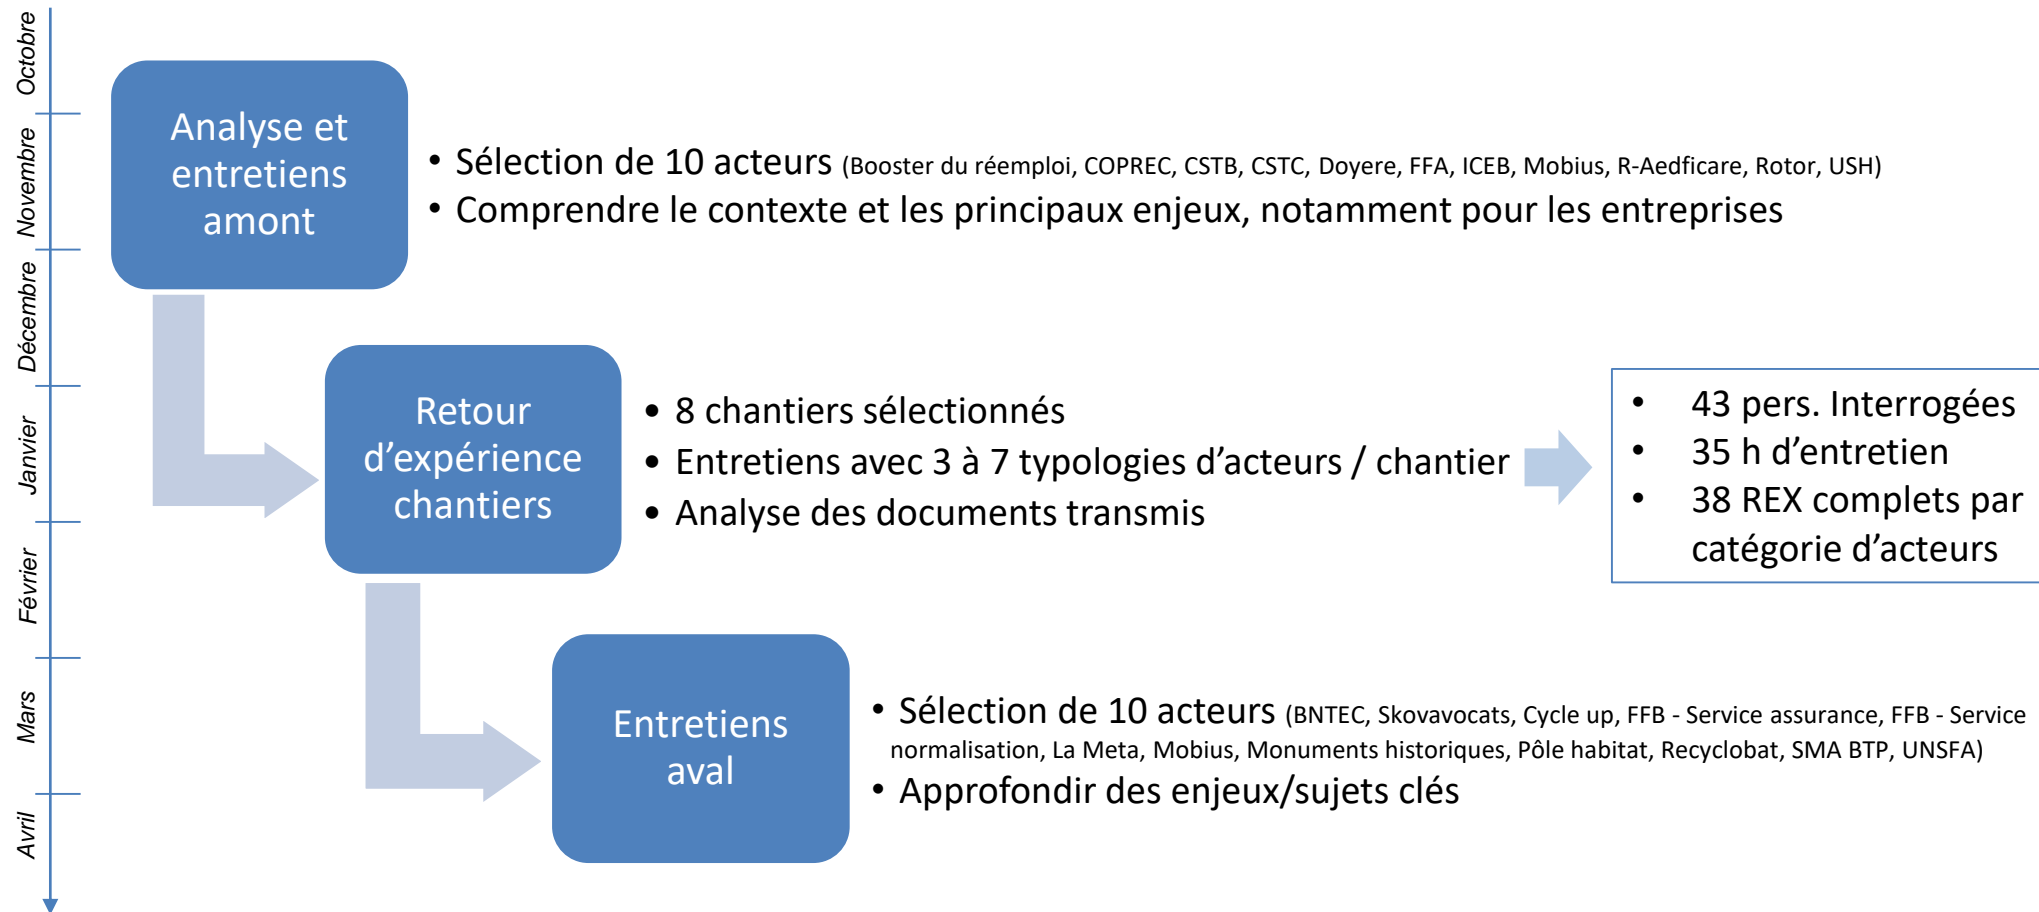 Octobre
Novembre
Décembre
Janvier
Février
Mars
Avril
Analyse et
entretiens
amont
• Sélection de 10 acteurs (Booster du réemploi, COPREC, CSTB, CSTC, Doyere, FFA, ICEB, Mobius, R-Aedficare, Rotor, USH)
• Comprendre le contexte et les principaux enjeux, notamment pour les entreprises
Retour
d’expérience
chantiers
• 8 chantiers sélectionnés
• Entretiens avec 3 à 7 typologies d’acteurs / chantier
• Analyse des documents transmis
• 43 pers. Interrogées
• 35 h d’entretien
• 38 REX complets par
catégorie d’acteurs
Entretiens
aval
• Sélection de 10 acteurs (BNTEC, Skovavocats, Cycle up, FFB - Service assurance, FFB - Service
normalisation, La Meta, Mobius, Monuments historiques, Pôle habitat, Recyclobat, SMA BTP, UNSFA)
• Approfondir des enjeux/sujets clés